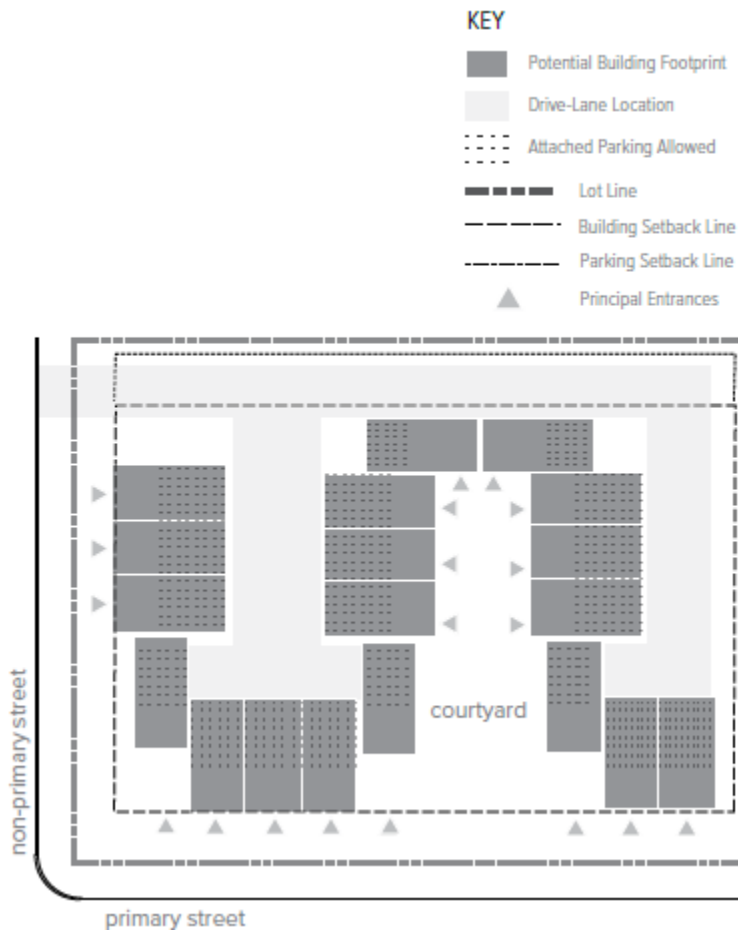 KEY
Potential Building Footprint
Drive-Lane Location
Attached Parking Allowed
Lot Line
Building Setback Line
Parking Setback Line
Principal Entrances
courtyard
non-primary street
primary street